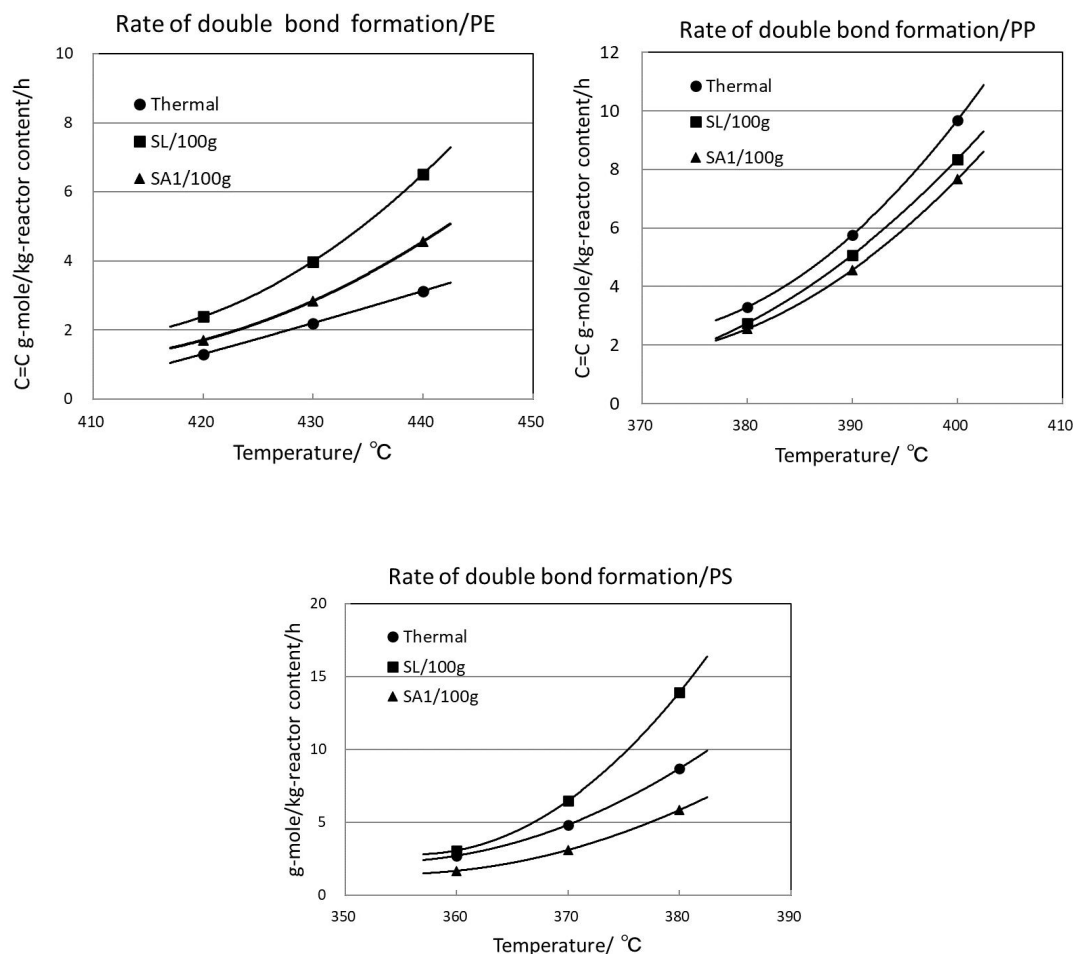 Rate of double bond formation/PE
10
8
6
4
2
0
Thermal
SL/100g
SA1/100g
C=C g-mole/kg-reactor content/h
410 420 430 440 450
Temperature/ ℃
Rate of double bond formation/PP
12
10
8
6
4
2
0
Thermal
SL/100g
SA1/100g
C=C g-mole/kg-reactor content/h
370 380 390 400 410
Temperature/ ℃
Rate of double bond formation/PS
20
15
10
5
0
Thermal
SL/100g
SA1/100g
g-mole/kg-reactor content/h
350 360 370 380 390
Temperature/ ℃